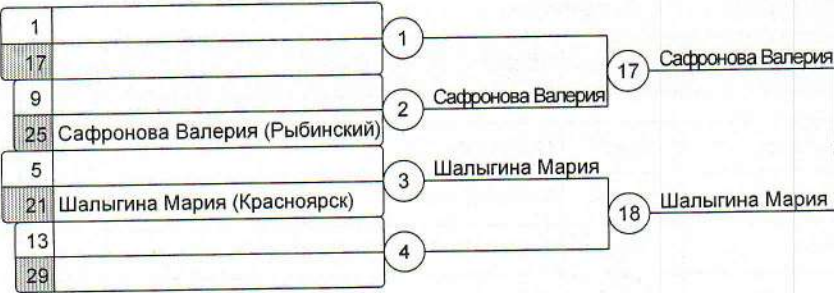 1
1
17
17 Сафронова Валерия
9
2 Сафронова Валерия
25 Сафронова Валерия (Рыбинский)
5
3 Шалыгина Мария
21 Шалыгина Мария (Красноярск)
18 Шалыгина Мария
13
4
29